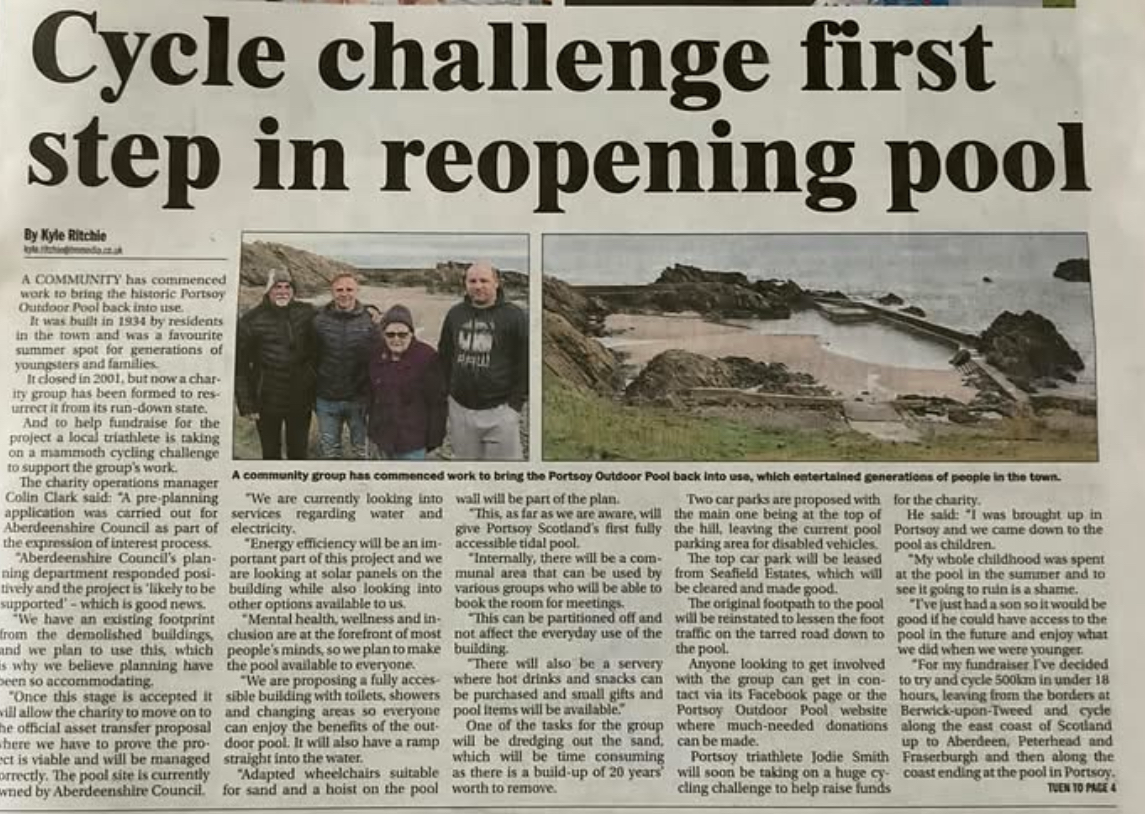 Cycle challenge first
step in reopening pool
By Kyle Ritchie
A COMMUNITY has commenced
work to bring the historic Portsoy
Outdoor Pool back into use.
It was built in 1934 by residents
in the town and was a favourite
summer spot for generations of
youngsters and families.
It closed in 2001, but now a char-
ity group has been formed to res-
urrect it from its run-down state.
And to help fundraise for the
project a local triathlete is taking
on a mammoth cycling challenge
to support the group's work.
The charity operations manager
Colin Clark said: "A pre-planning
application was carried out for
Aberdeenshire Council as part of
the expression of interest process.
"Aberdeenshire Council's plan-
ning department responded posi-
tively and the project is 'likely to be
supported' – which is good news.
"We have an existing footprint
from the demolished buildings,
and we plan to use this, which
is why we believe planning have
been so accommodating.
"Once this stage is accepted it
will allow the charity to move on to
the official asset transfer proposal
where we have to prove the pro-
ect is viable and will be managed
orrectly. The pool site is currently
wned by Aberdeenshire Council.
A community group has commenced work to bring the Portsoy Outdoor Pool back into use, which entertained generations of people in the town.
"We are currently looking into
services regarding water and
electricity.
"Energy efficiency will be an im-
portant part of this project and we
are looking at solar panels on the
building while also looking into
other options available to us.
"Mental health, wellness and in-
clusion are at the forefront of most
people's minds, so we plan to make
the pool available to everyone.
"We are proposing a fully acces-
sible building with toilets, showers
and changing areas so everyone
can enjoy the benefits of the out-
door pool. It will also have a ramp
straight into the water.
"Adapted wheelchairs suitable
for sand and a hoist on the pool
wall will be part of the plan.
"This, as far as we are aware, will
give Portsoy Scotland's first fully
accessible tidal pool.
"Internally, there will be a com-
munal area that can be used by
various groups who will be able to
book the room for meetings.
"This can be partitioned off and
not affect the everyday use of the
building.
"There will also be a servery
where hot drinks and snacks can
be purchased and small gifts and
pool items will be available."
One of the tasks for the group
will be dredging out the sand,
which will be time consuming
as there is a build-up of 20 years'
worth to remove.
Two car parks are proposed with
the main one being at the top of
the hill, leaving the current pool
parking area for disabled vehicles.
The top car park will be leased
from Seafield Estates, which will
be cleared and made good.
The original footpath to the pool
will be reinstated to lessen the foot
traffic on the tarred road down to
the pool.
Anyone looking to get involved
with the group can get in con-
tact via its Facebook page or the
Portsoy Outdoor Pool website
where much-needed donations
can be made.
Portsoy triathlete Jodie Smith
will soon be taking on a huge cy-
cling challenge to help raise funds
for the charity.
He said: "I was brought up in
Portsoy and we came down to the
pool as children.
"My whole childhood was spent
at the pool in the summer and to
see it going to ruin is a shame.
"I've just had a son so it would be
good if he could have access to the
pool in the future and enjoy what
we did when we were younger.
"For my fundraiser I've decided
to try and cycle 500km in under 18
hours, leaving from the borders at
Berwick-upon-Tweed and cycle
along the east coast of Scotland
up to Aberdeen, Peterhead and
Fraserburgh and then along the
coast ending at the pool in Portsoy.
TUEN TO PAGE 4